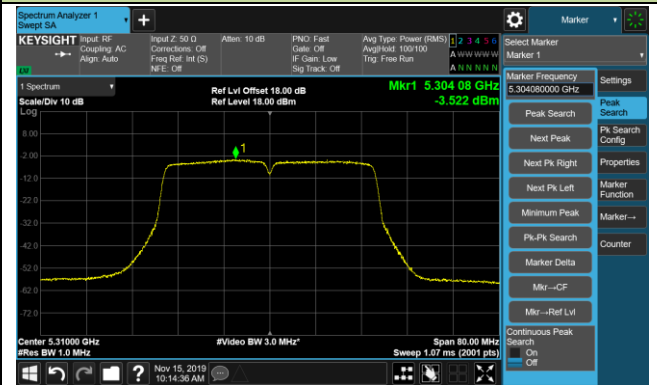 Spectrum Analyzer 1
Swept SA
+
Marker
KEYSIGHT
Input: RF
Coupling: AC
Align: Auto
Input Z: 50 Ω
Corrections: Off
Freq Ref: Int (S)
NFE: Off
Atten: 10 dB
PNO: Fast
Gate: Off
IF Gain: Low
Sig Track: Off
Avg Type: Power (RMS)
Avg|Hold: 100/100
Trig: Free Run
1 2 3 4 5 6
A W W W W W
A N N N N N
Select Marker
Marker 1
1 Spectrum
Scale/Div 10 dB
Log
Ref Lvl Offset 18.00 dB
Ref Level 18.00 dBm
Mkr1 5.304 08 GHz
-3.522 dBm
8.00
-2.00
-12.0
-22.0
-32.0
-42.0
-52.0
-62.0
-72.0
1
Center 5.31000 GHz
#Res BW 1.0 MHz
#Video BW 3.0 MHz*
Span 80.00 MHz
Sweep 1.07 ms (2001 pts)
Marker Frequency
5.304080000 GHz
Peak Search
Next Peak
Next Pk Right
Next Pk Left
Minimum Peak
Pk-Pk Search
Marker Delta
Mkr→CF
Mkr→Ref Lvl
Continuous Peak
Search
On
Off
Settings
Peak
Search
Pk Search
Config
Properties
Marker
Function
Marker→
Counter
?
Nov 15, 2019
10:14:36 AM